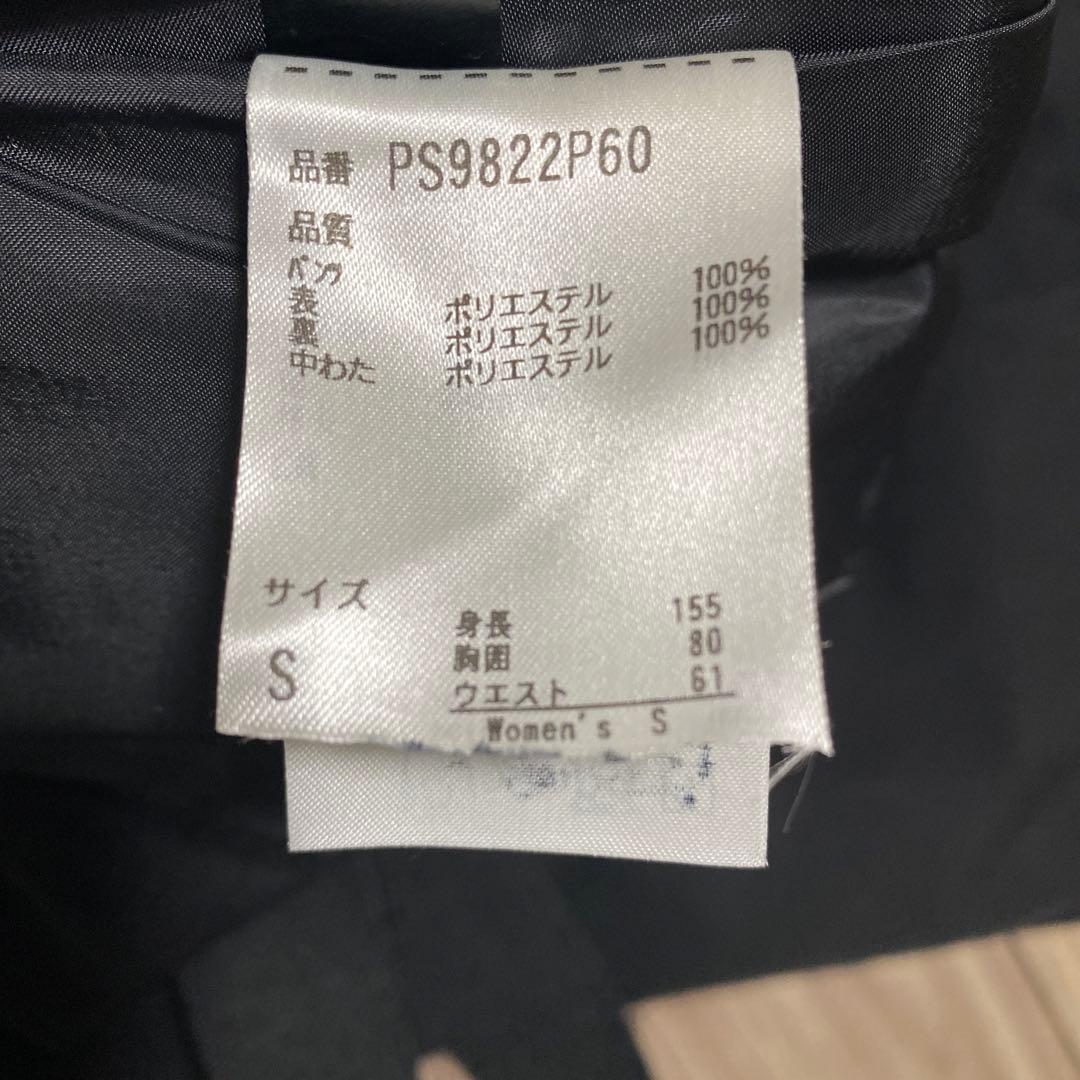 品番 PS9822P60
品質
パンツ
表 ポリエステル 100%
裏 ポリエステル 100%
中わた ポリエステル 100%
サイズ
S
身長 155
胸囲 80
ウエスト 61
Women's S